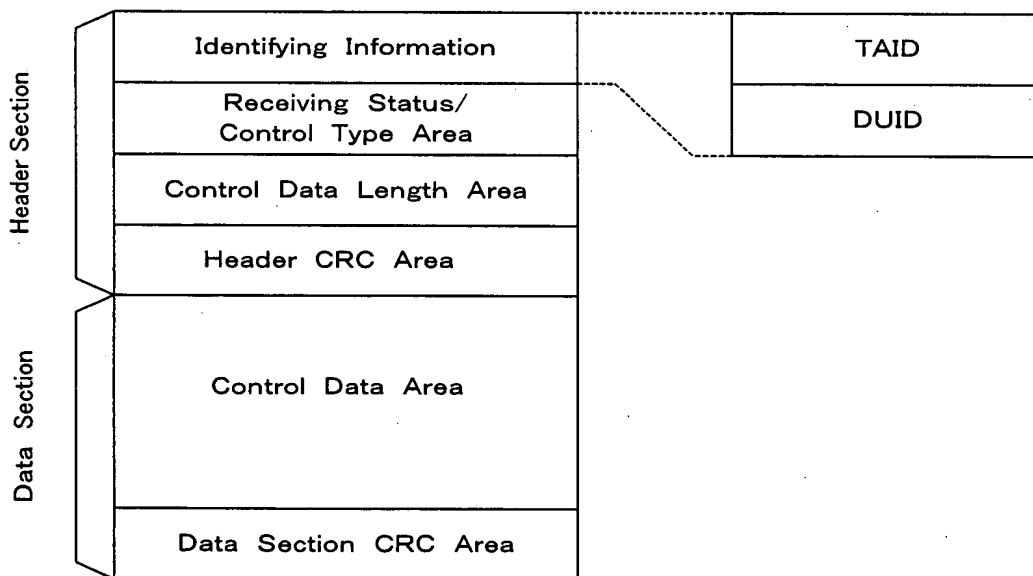 Header Section
Identifying Information
Receiving Status/
Control Type Area
Control Data Length Area
Header CRC Area
TAID
DUID
Data Section
Control Data Area
Data Section CRC Area